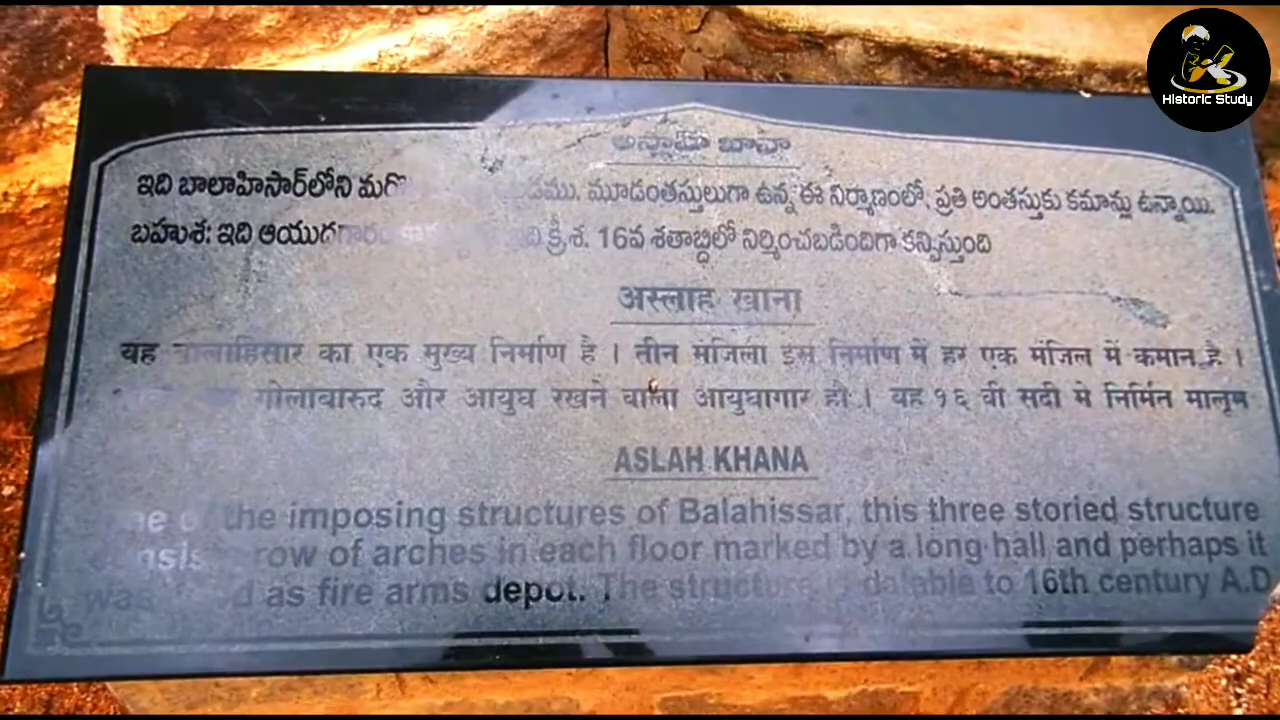 Historic Study
అస్లాహ్ ఖానా
ఇది బాలాహిసార్‌లోని మూడంతస్తులుగా ఉన్న ఈ నిర్మాణంలో, ప్రతి అంతస్తుకు కమాన్లు ఉన్నాయి.
బహుశ: ఇది క్రీ.శ. 16వ శతాబ్దిలో నిర్మించబడిందిగా కన్పిస్తుంది
अस्लाह खाना
यह बालाहिसार का एक मुख्य निर्माण है । तीन मंजिला इस निर्माण में हर एक मंजिल में कमान है ।
गोलाबारुद और आयुध रखने वाला आयुधागार हो । यह १६ वी सदी मे निर्मित मालूम
ASLAH KHANA
of the imposing structures of Balahissar, this three storied structure
row of arches in each floor marked by a long hall and perhaps it
was as fire arms depot. The structure is datable to 16th century A.D